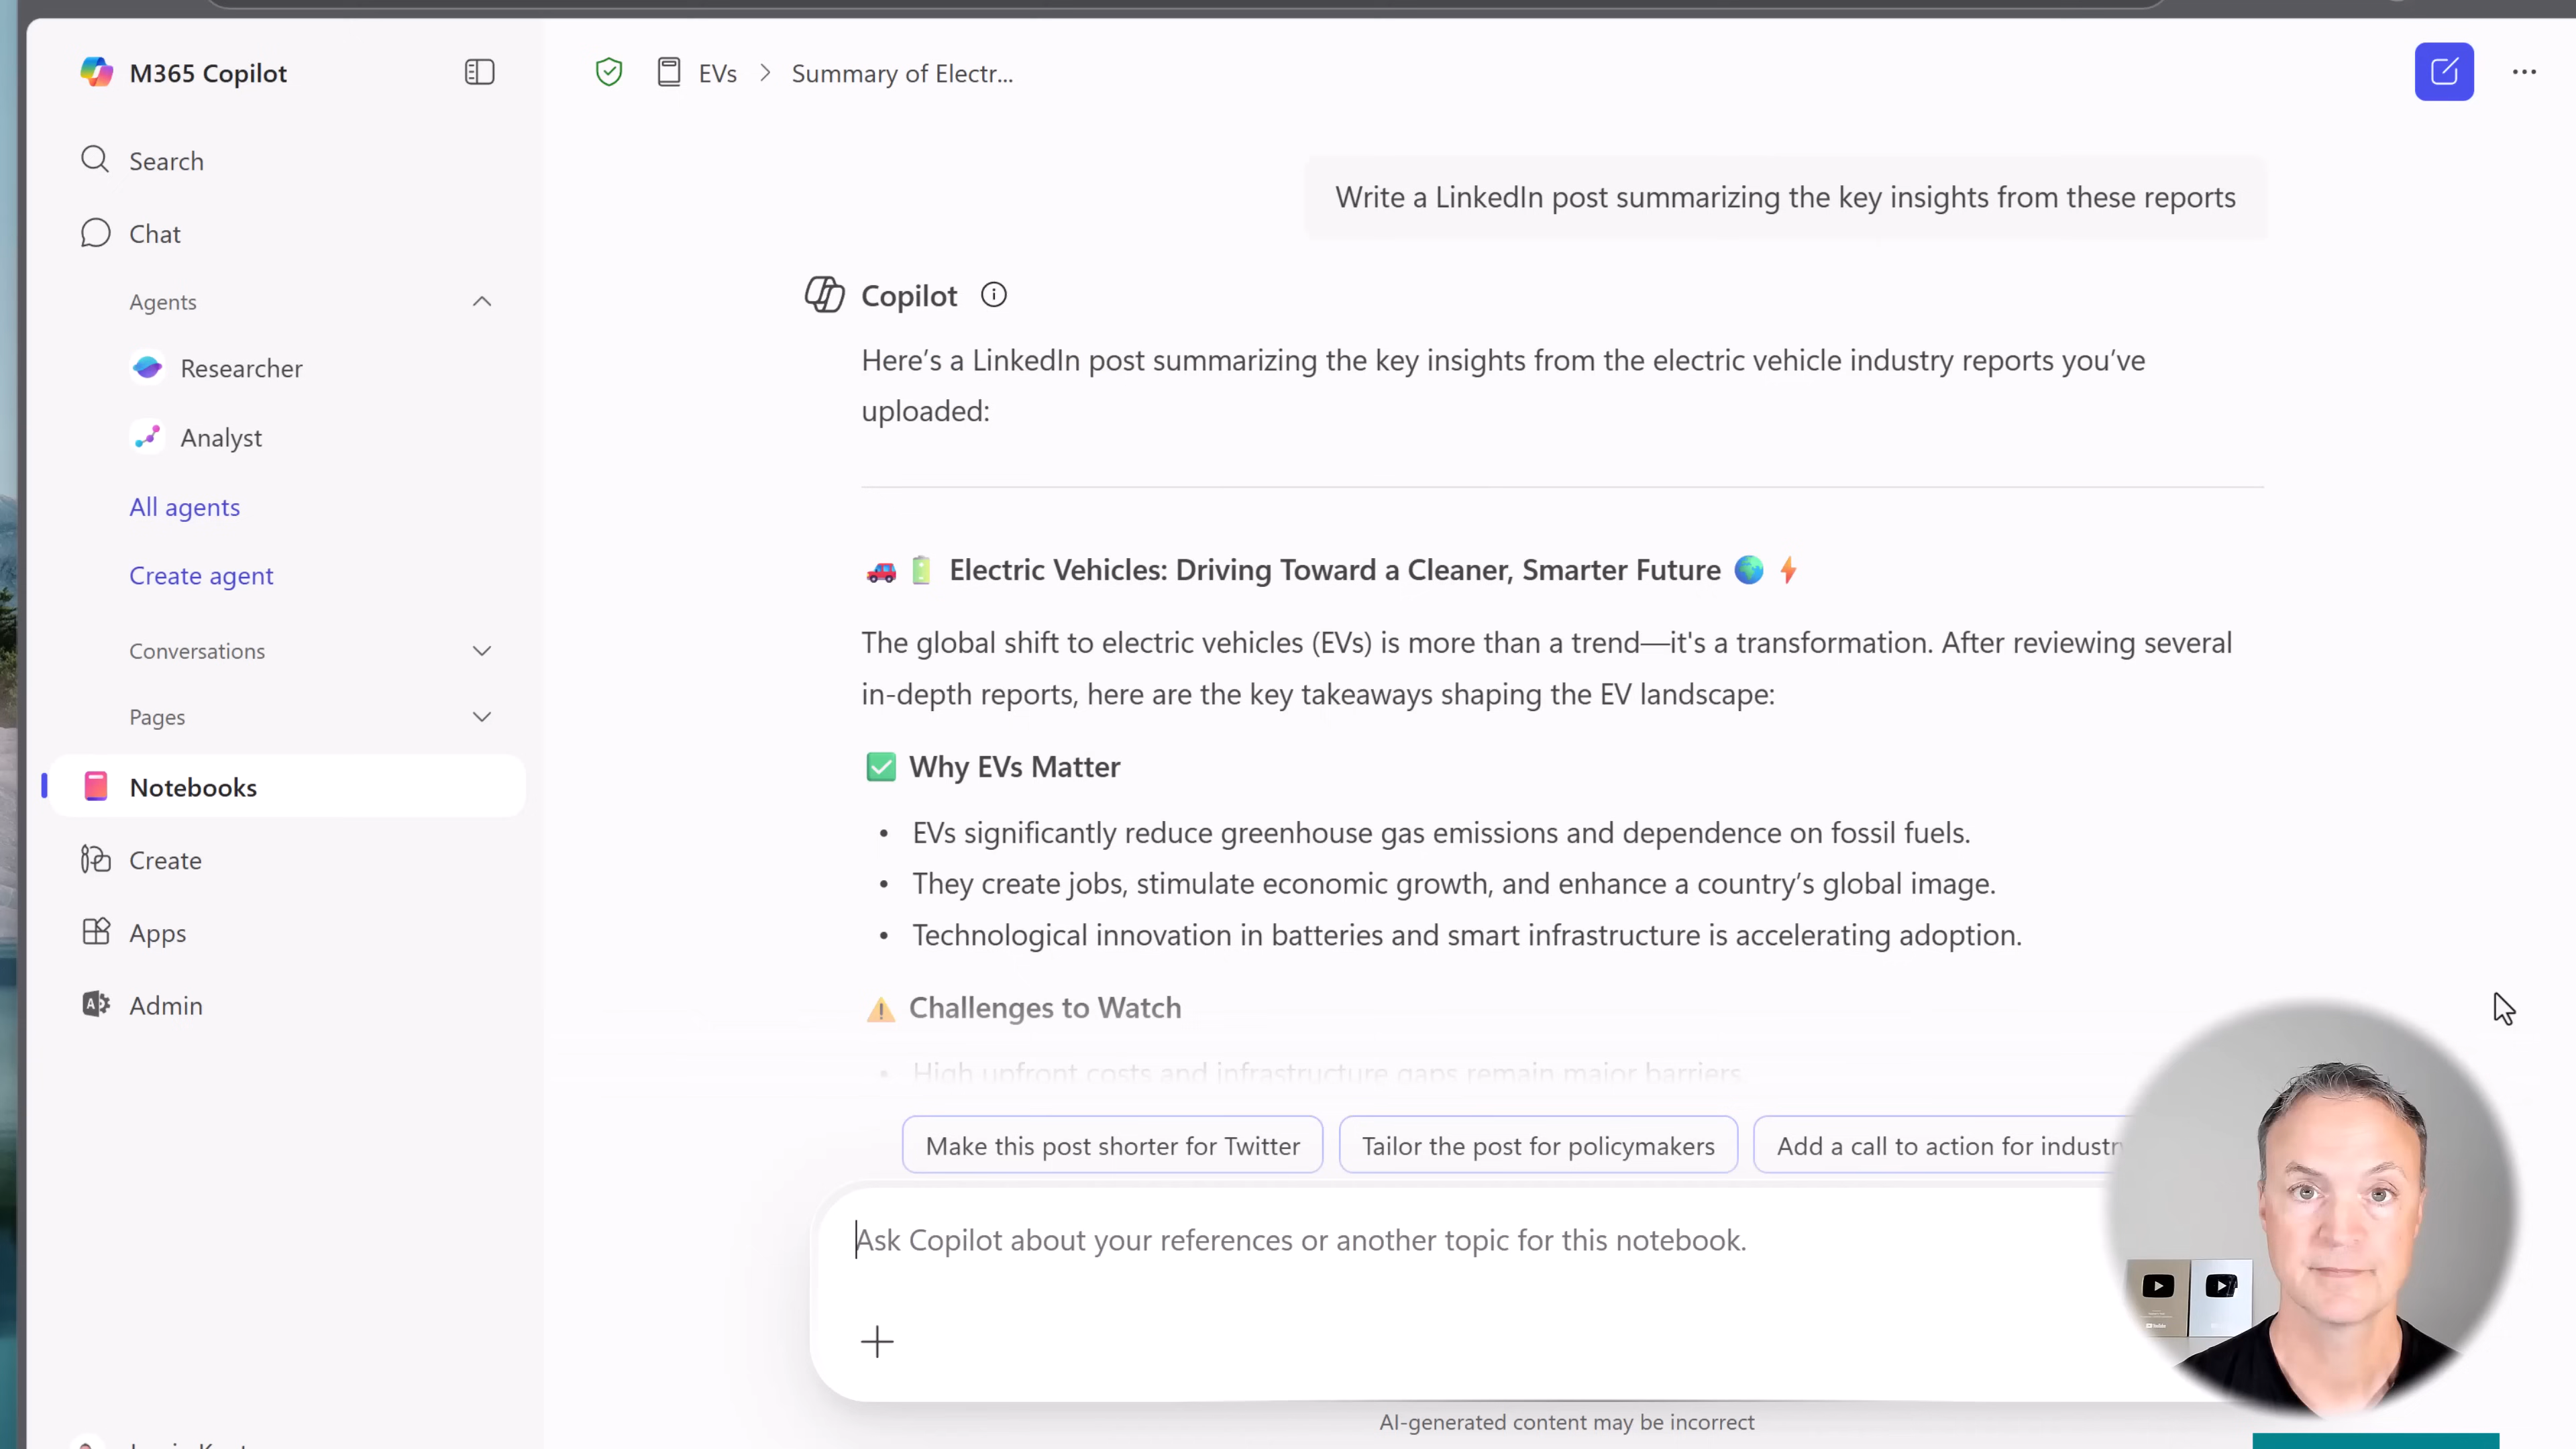 M365 Copilot
Search
Chat
Agents
Researcher
Analyst
All agents
Create agent
Conversations
Pages
Notebooks
Create
Apps
Admin
EVs > Summary of Electr...
Write a LinkedIn post summarizing the key insights from these reports
Copilot
Here’s a LinkedIn post summarizing the key insights from the electric vehicle industry reports you’ve
uploaded:
Electric Vehicles: Driving Toward a Cleaner, Smarter Future
The global shift to electric vehicles (EVs) is more than a trend—it's a transformation. After reviewing several
in-depth reports, here are the key takeaways shaping the EV landscape:
Why EVs Matter
• EVs significantly reduce greenhouse gas emissions and dependence on fossil fuels.
• They create jobs, stimulate economic growth, and enhance a country’s global image.
• Technological innovation in batteries and smart infrastructure is accelerating adoption.
Challenges to Watch
• High upfront costs and infrastructure gaps remain major barriers
Make this post shorter for Twitter
Tailor the post for policymakers
Add a call to action for industry
Ask Copilot about your references or another topic for this notebook.
AI-generated content may be incorrect